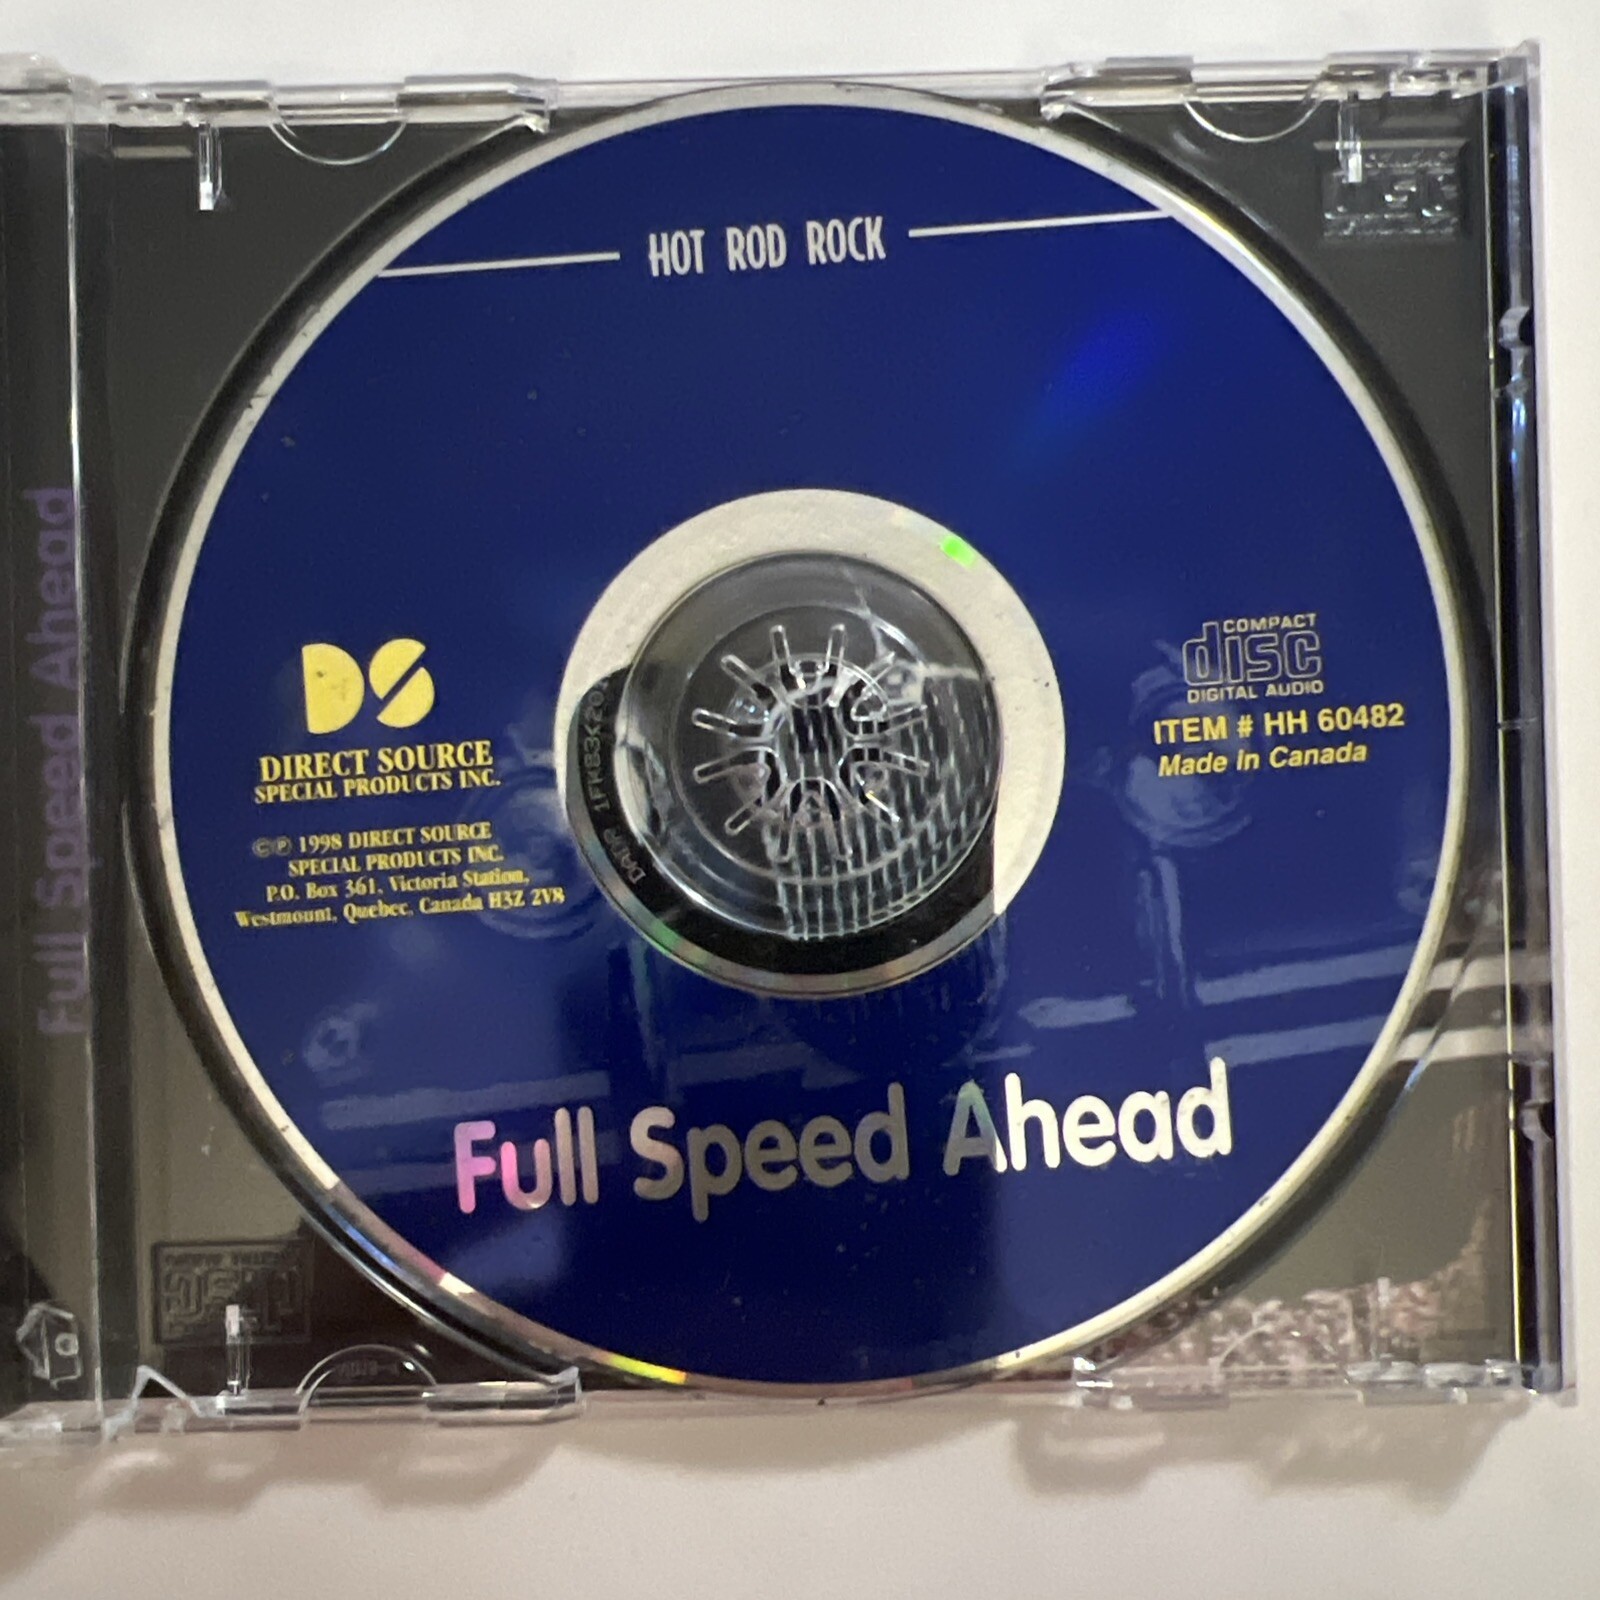 HOT ROD ROCK
DS
DIRECT SOURCE
SPECIAL PRODUCTS INC.
©℗ 1998 DIRECT SOURCE
SPECIAL PRODUCTS INC.
P.O. Box 361, Victoria Station,
Westmount, Quebec, Canada H3Z 2V8
COMPACT
disc
DIGITAL AUDIO
ITEM # HH 60482
Made In Canada
Full Speed Ahead
Full Speed Ahead